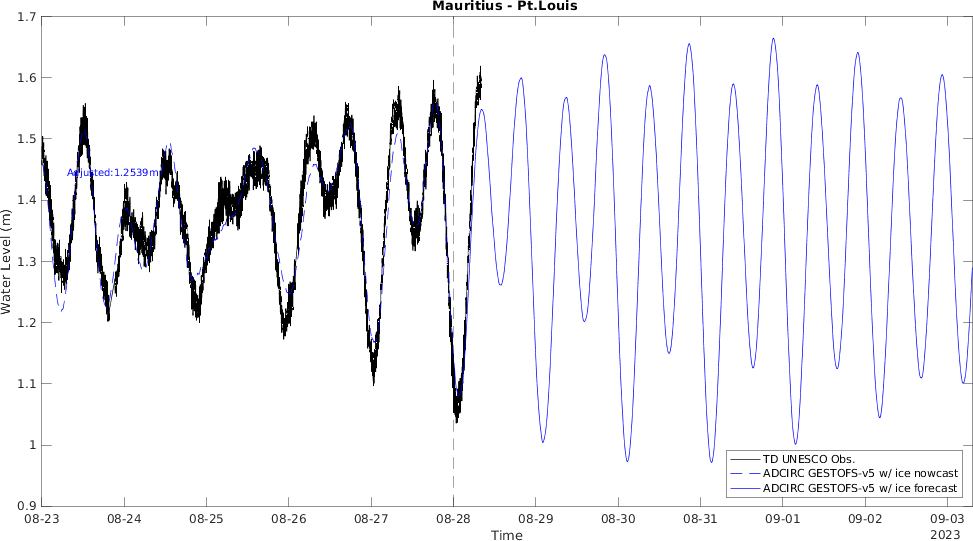 Mauritius - Pt.Louis
1.7
1.6
1.5
1.4
1.3
1.2
1.1
1
0.9
Water Level (m)
Adjusted:1.2539m
TD UNESCO Obs.
ADCIRC GESTOFS-v5 w/ ice nowcast
ADCIRC GESTOFS-v5 w/ ice forecast
08-23 08-24 08-25 08-26 08-27 08-28 08-29 08-30 08-31 09-01 09-02 09-03
Time
2023